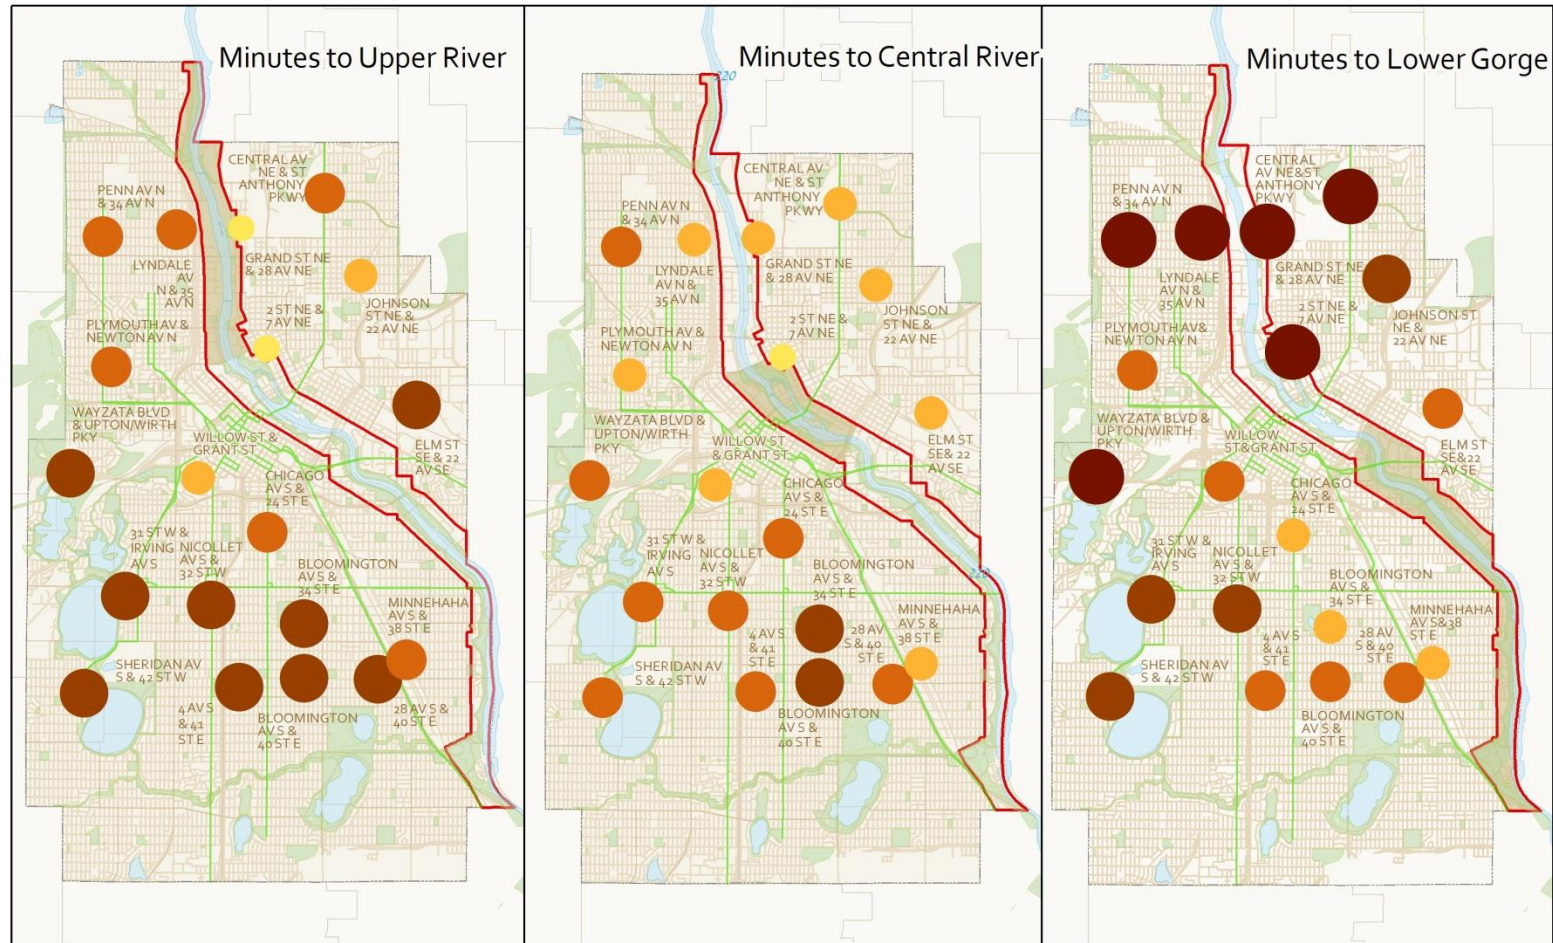 Minutes to Upper River
CENTRAL AV
NE & ST
ANTHONY
PKWY
PENN AV N
& 34 AV N
GRAND ST NE
& 28 AV NE
LYNDALE
AV
N & 35
AV N
JOHNSON
ST NE &
22 AV NE
2 ST NE &
7 AV NE
PLYMOUTH AV &
NEWTON AV N
WAYZATA BLVD
& UPTON/WIRTH
PKY
WILLOW ST &
GRANT ST
ELM ST
SE & 22
AV SE
CHICAGO
AV S &
24 ST E
31 ST W &
IRVING
AV S
NICOLLET
AV S &
32 ST W
BLOOMINGTON
AV S &
34 ST E
MINNEHAHA
AV S &
38 ST E
SHERIDAN AV
S & 42 ST W
4 AV S
& 41
ST E
BLOOMINGTON
AV S &
40 ST E
28 AV S &
40 ST E
Minutes to Central River
220
CENTRAL AV
NE & ST
ANTHONY
PKWY
PENN AV N
& 34 AV N
GRAND ST NE
& 28 AV NE
LYNDALE
AV N &
35 AV N
JOHNSON
ST NE &
22 AV NE
2 ST NE &
7 AV NE
PLYMOUTH AV &
NEWTON AV N
WAYZATA BLVD &
UPTON/WIRTH
PKY
WILLOW ST
& GRANT ST
ELM ST
SE & 22
AV SE
CHICAGO
AV S &
24 ST E
31 ST W &
IRVING
AV S
NICOLLET
AV S &
32 ST W
BLOOMINGTON
AV S &
34 ST E
220
MINNEHAHA
AV S &
38 ST E
4 AV S
& 41
ST E
28 AV
S & 40
ST E
SHERIDAN AV
S & 42 ST W
BLOOMINGTON
AV S &
40 ST E
Minutes to Lower Gorge
CENTRAL
AV NE & ST
ANTHONY
PKWY
PENN AV N
& 34 AV N
GRAND ST NE
& 28 AV NE
LYNDALE
AV N &
35 AV N
2 ST NE &
7 AV NE
JOHNSON ST
NE &
22 AV NE
PLYMOUTH AV &
NEWTON AV N
WAYZATA BLVD &
UPTON/WIRTH
PKY
WILLOW
ST & GRANT ST
ELM ST
SE & 22
AV SE
CHICAGO
AV S &
24 ST E
31 ST W &
IRVING
AV S
NICOLLET
AV S &
32 ST W
BLOOMINGTON
AV S &
34 ST E
MINNEHAHA
AV S & 38
ST E
4 AV S
& 41
ST E
28 AV
S & 40
ST E
SHERIDAN AV
S & 42 ST W
BLOOMINGTON
AV S &
40 ST E